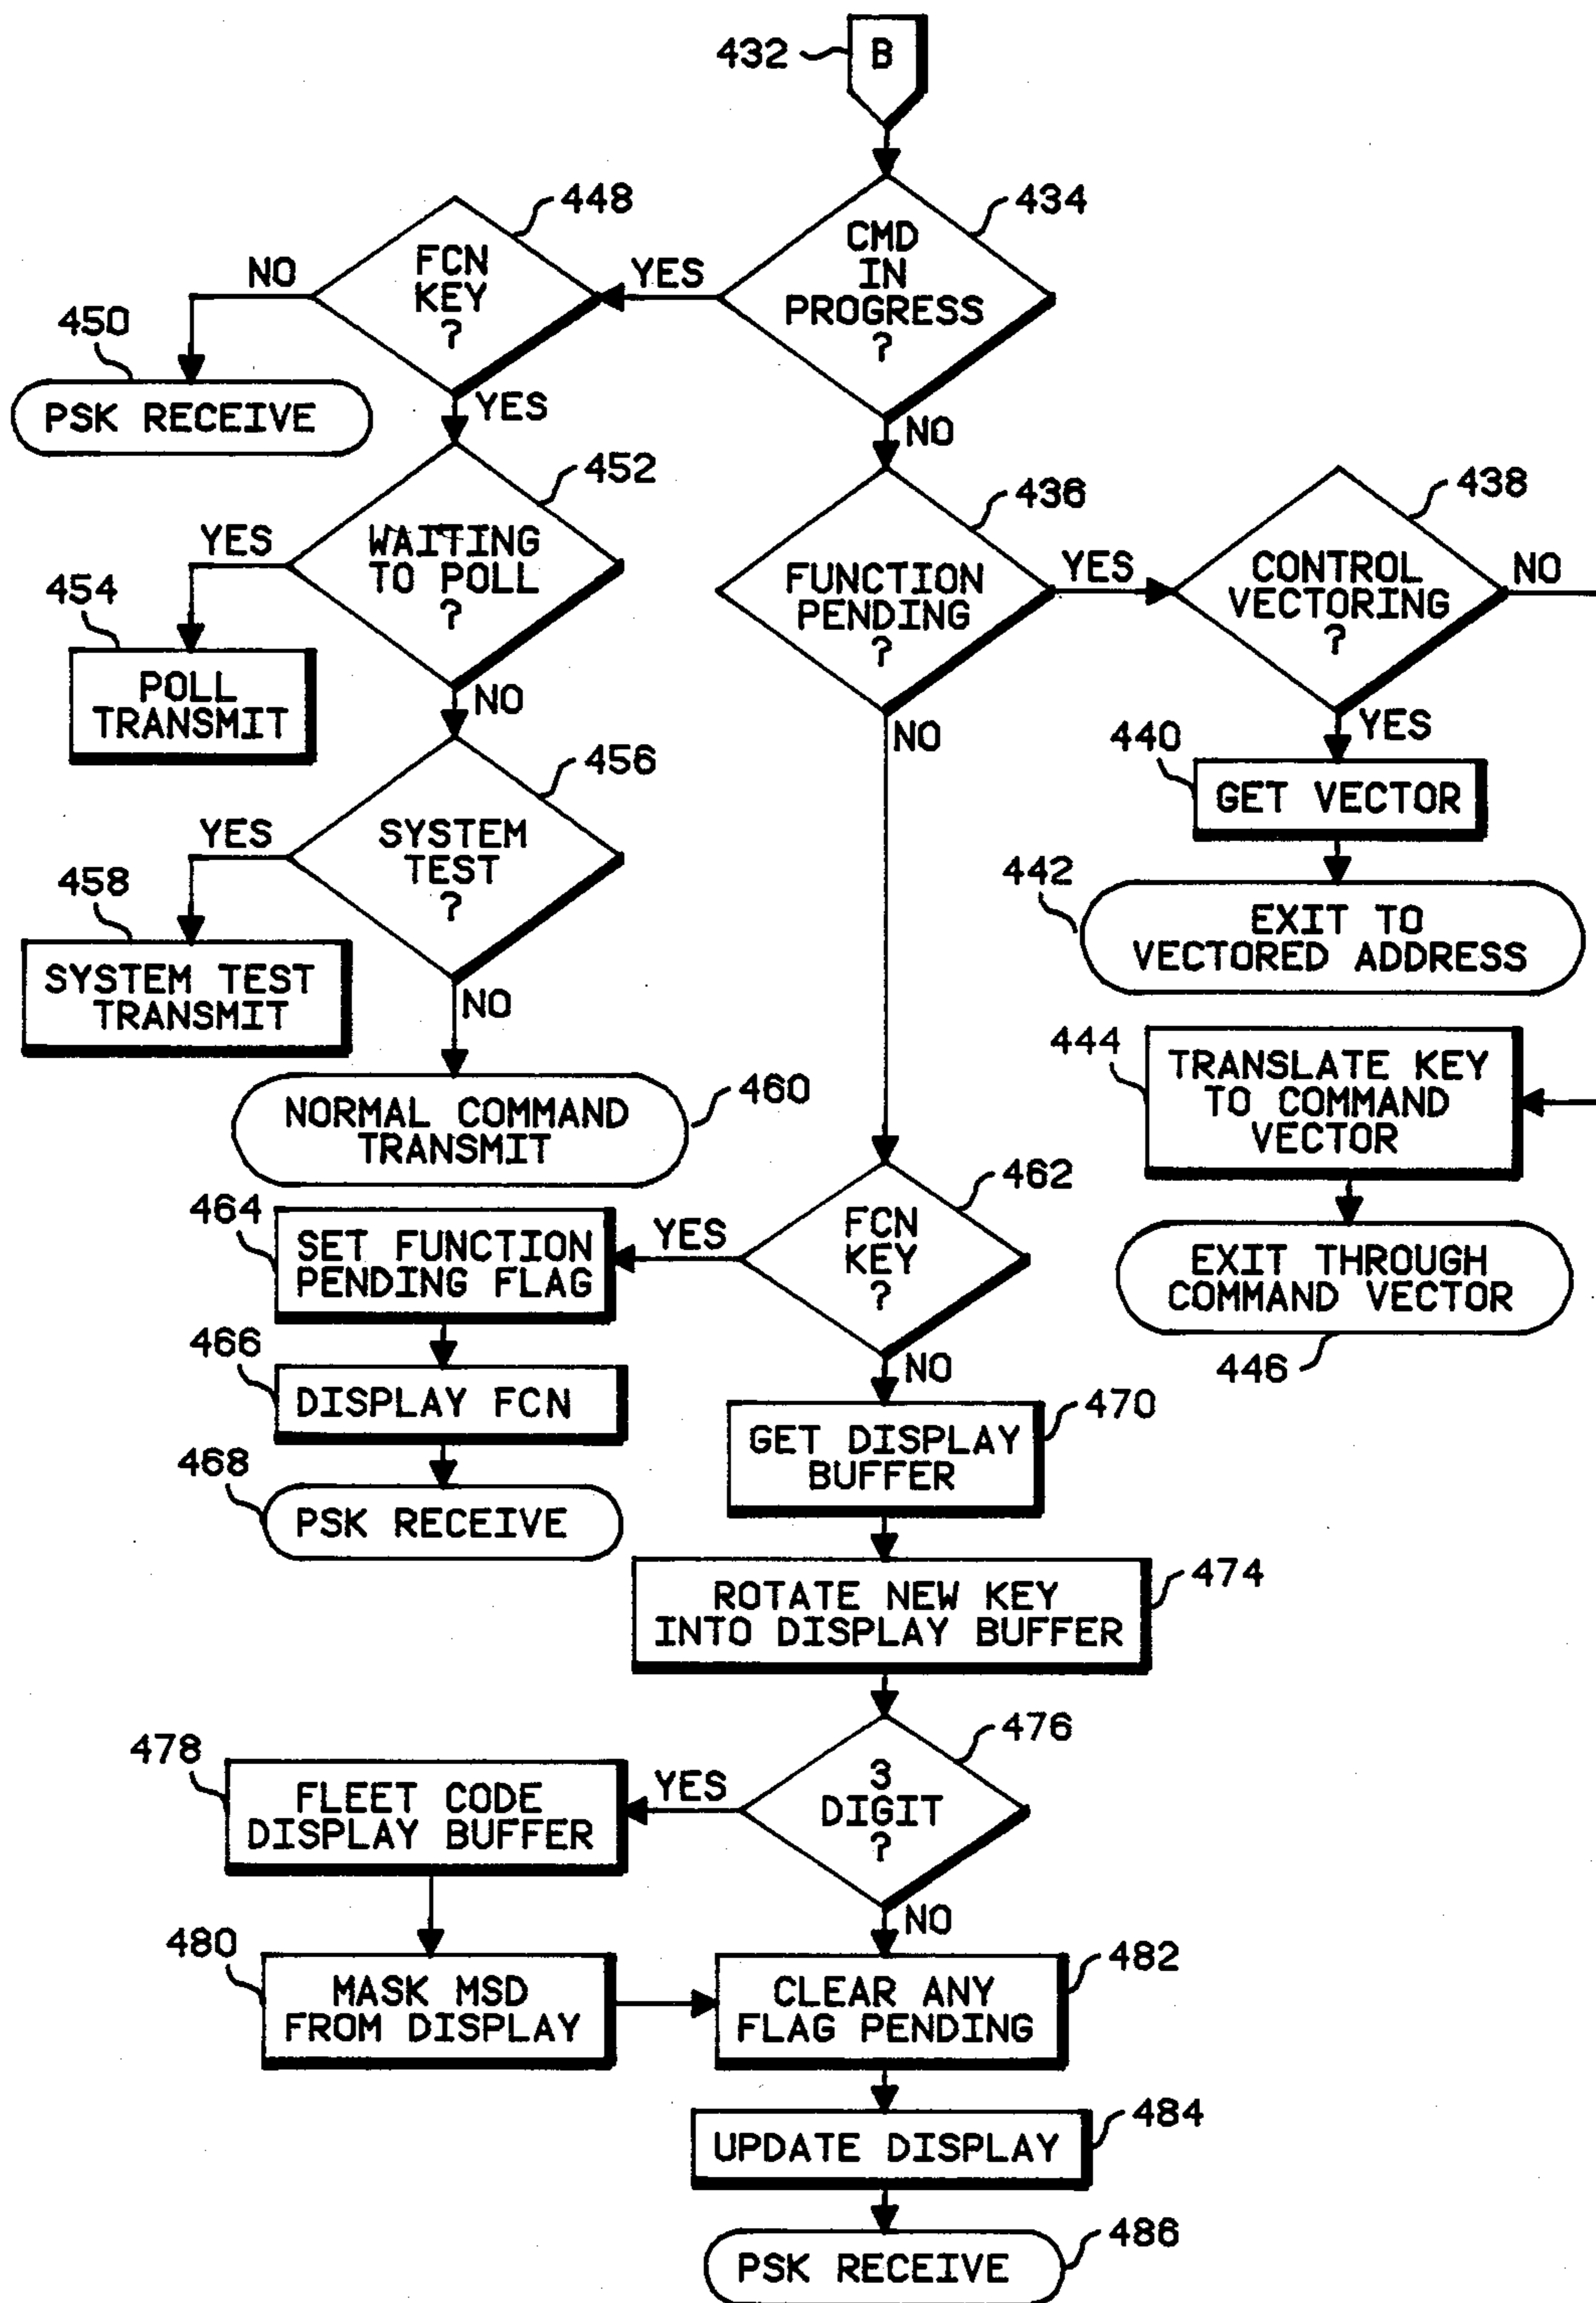 432
B
434
CMD
IN
PROGRESS
?
YES
NO
448
FCN
KEY
?
NO
YES
450
PSK RECEIVE
452
WAITING
TO POLL
?
YES
NO
454
POLL
TRANSMIT
456
SYSTEM
TEST
?
YES
NO
458
SYSTEM TEST
TRANSMIT
460
NORMAL COMMAND
TRANSMIT
436
FUNCTION
PENDING
?
YES
NO
438
CONTROL
VECTORING
?
NO
YES
440
GET VECTOR
442
EXIT TO
VECTORED ADDRESS
444
TRANSLATE KEY
TO COMMAND
VECTOR
EXIT THROUGH
COMMAND VECTOR
446
462
FCN
KEY
?
YES
NO
464
SET FUNCTION
PENDING FLAG
466
DISPLAY FCN
468
PSK RECEIVE
470
GET DISPLAY
BUFFER
474
ROTATE NEW KEY
INTO DISPLAY BUFFER
476
3
DIGIT
?
YES
NO
478
FLEET CODE
DISPLAY BUFFER
480
MASK MSD
FROM DISPLAY
482
CLEAR ANY
FLAG PENDING
484
UPDATE DISPLAY
486
PSK RECEIVE